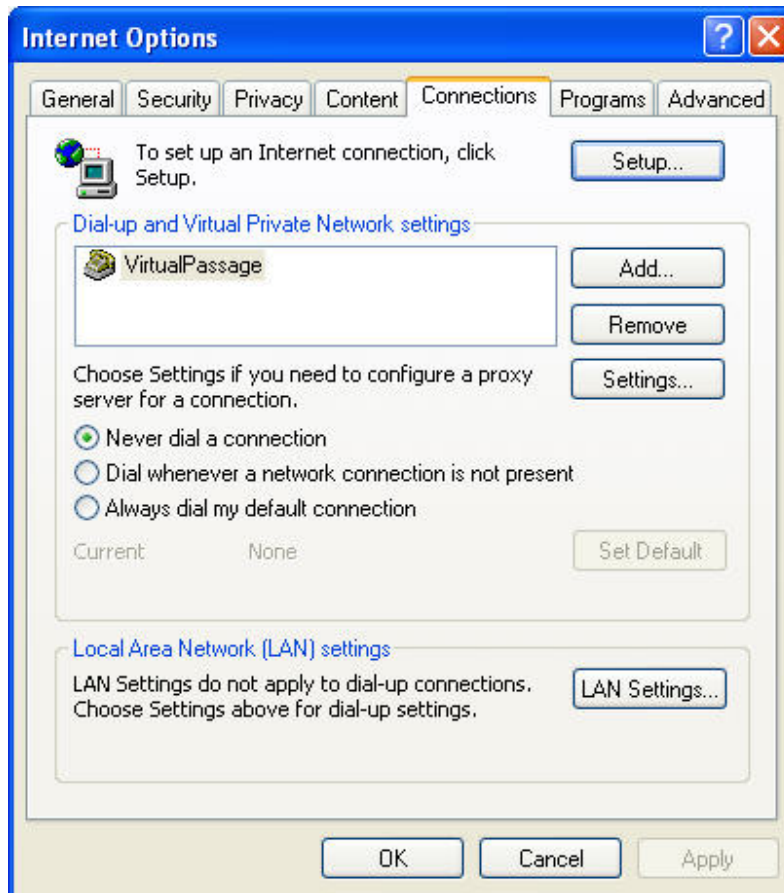 Internet Options
General Security Privacy Content Connections Programs Advanced
To set up an Internet connection, click
Setup.
Setup...
Dial-up and Virtual Private Network settings
VirtualPassage
Add...
Remove
Choose Settings if you need to configure a proxy
server for a connection.
Settings...
Never dial a connection
Dial whenever a network connection is not present
Always dial my default connection
Current None Set Default
Local Area Network (LAN) settings
LAN Settings do not apply to dial-up connections.
Choose Settings above for dial-up settings.
LAN Settings...
OK Cancel Apply